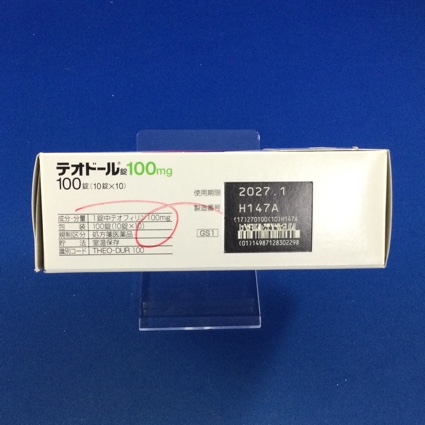 テオドール®錠100mg
100錠(10錠×10)
成分・分量 1錠中テオフィリン100mg
包装 100錠(10錠×10)
規制区分 処方箋医薬品
貯法 室温保存
識別コード THEO-DUR 100
使用期限 2027.1
製造番号 H147A
(17)270100(10)H147A
GS1
(01)14987128302298